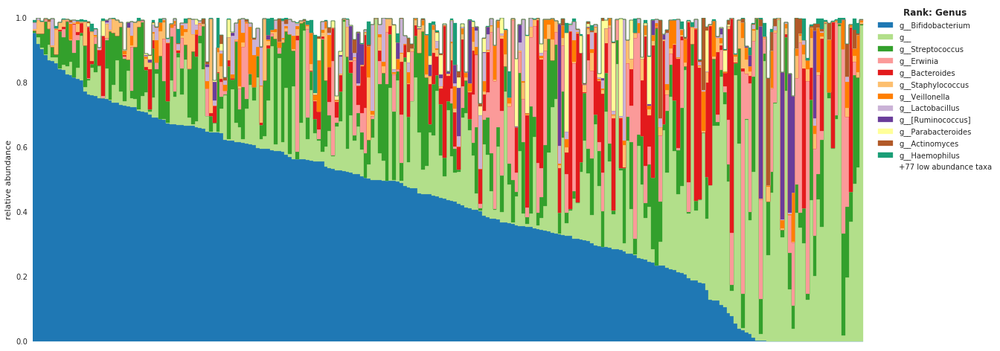 Rank: Genus
g__Bifidobacterium
g__
g__Streptococcus
g__Erwinia
g__Bacteroides
g__Staphylococcus
g__Veillonella
g__Lactobacillus
g__[Ruminococcus]
g__Parabacteroides
g__Actinomyces
g__Haemophilus
+77 low abundance taxa
relative abundance
1.0
0.8
0.6
0.4
0.2
0.0